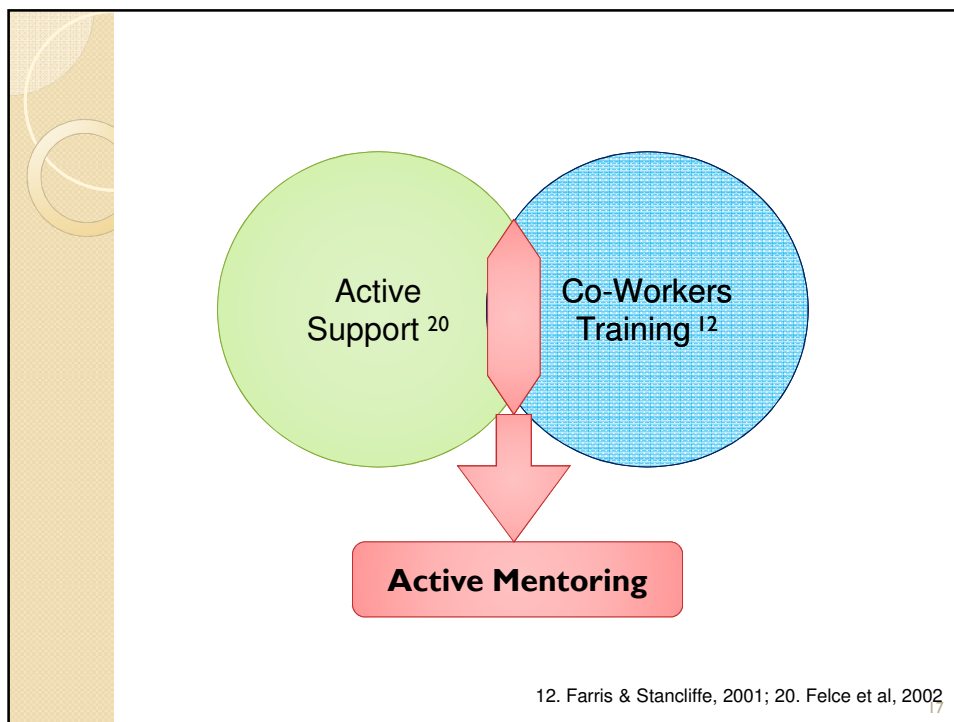 Active
Support 20
Co-Workers
Training 12
Active Mentoring
12. Farris & Stancliffe, 2001; 20. Felce et al, 2002
17